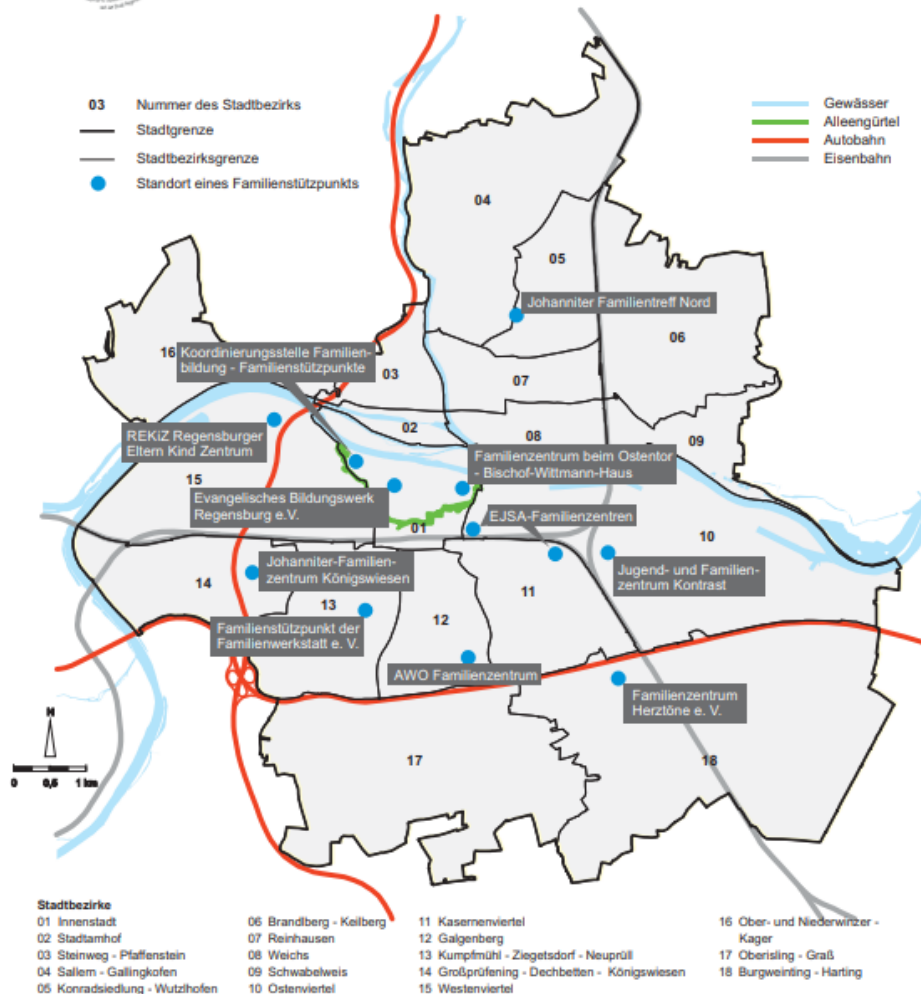 03 Nummer des Stadtbezirks
Stadtgrenze
Stadtbezirksgrenze
Standort eines Familienstützpunkts
Gewässer
Alleengürtel
Autobahn
Eisenbahn
04
05
Johanniter Familientreff Nord
06
16
Koordinierungsstelle Familien-
bildung - Familienstützpunkte
03
07
02
08
09
REKiZ Regensburger
Eltern Kind Zentrum
Familienzentrum beim Ostentor
- Bischof-Wittmann-Haus
15
Evangelisches Bildungswerk
Regensburg e.V.
EJSA-Familienzentren
01
10
Johanniter-Familien-
zentrum Königswiesen
Jugend- und Familien-
zentrum Kontrast
14
13
11
12
Familienstützpunkt der
Familienwerkstatt e. V.
AWO Familienzentrum
Familienzentrum
Herztöne e. V.
N
0 0,5 1 km
17
18
Stadtbezirke
01 Innenstadt
02 Stadtamhof
03 Steinweg - Pfaffenstein
04 Sallern - Gallingkofen
05 Konradsiedlung - Wutzlhofen
06 Brandlberg - Keilberg
07 Reinhausen
08 Weichs
09 Schwabelweis
10 Ostenviertel
11 Kasernenviertel
12 Galgenberg
13 Kumpfmühl - Ziegetsdorf - Neuprüll
14 Großprüfening - Dechbetten - Königswiesen
15 Westenviertel
16 Ober- und Niederwinzer -
Kager
17 Oberisling - Graß
18 Burgweinting - Harting